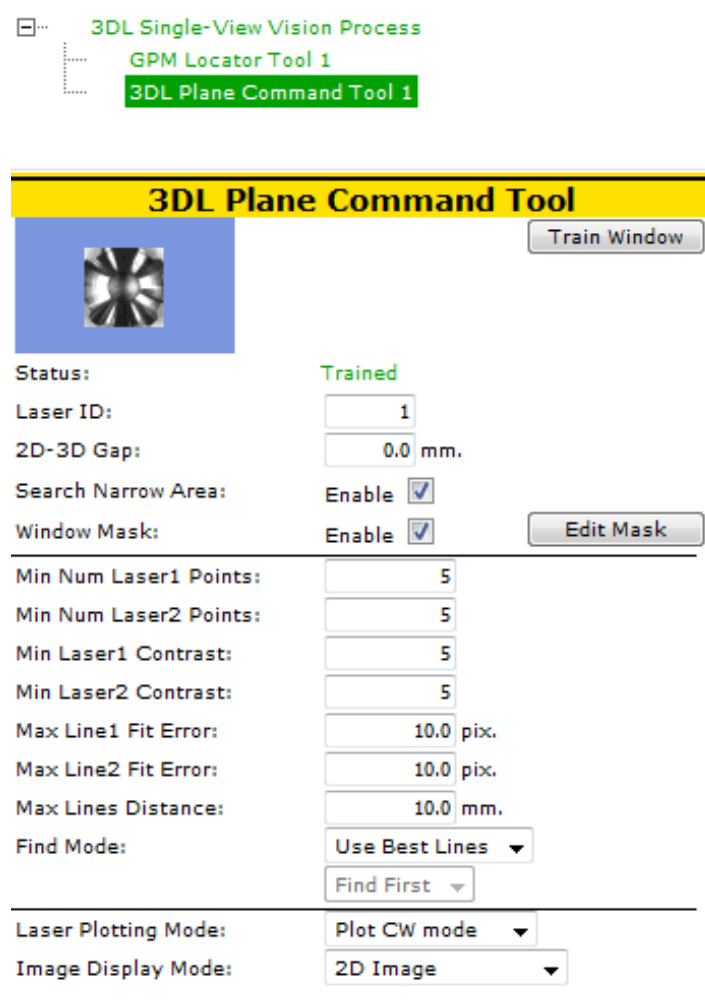 3DL Single-View Vision Process
GPM Locator Tool 1
3DL Plane Command Tool 1
3DL Plane Command Tool
Train Window
Status: Trained
Laser ID: 1
2D-3D Gap: 0.0 mm.
Search Narrow Area: Enable
Window Mask: Enable Edit Mask
Min Num Laser1 Points: 5
Min Num Laser2 Points: 5
Min Laser1 Contrast: 5
Min Laser2 Contrast: 5
Max Line1 Fit Error: 10.0 pix.
Max Line2 Fit Error: 10.0 pix.
Max Lines Distance: 10.0 mm.
Find Mode: Use Best Lines
Find First
Laser Plotting Mode: Plot CW mode
Image Display Mode: 2D Image